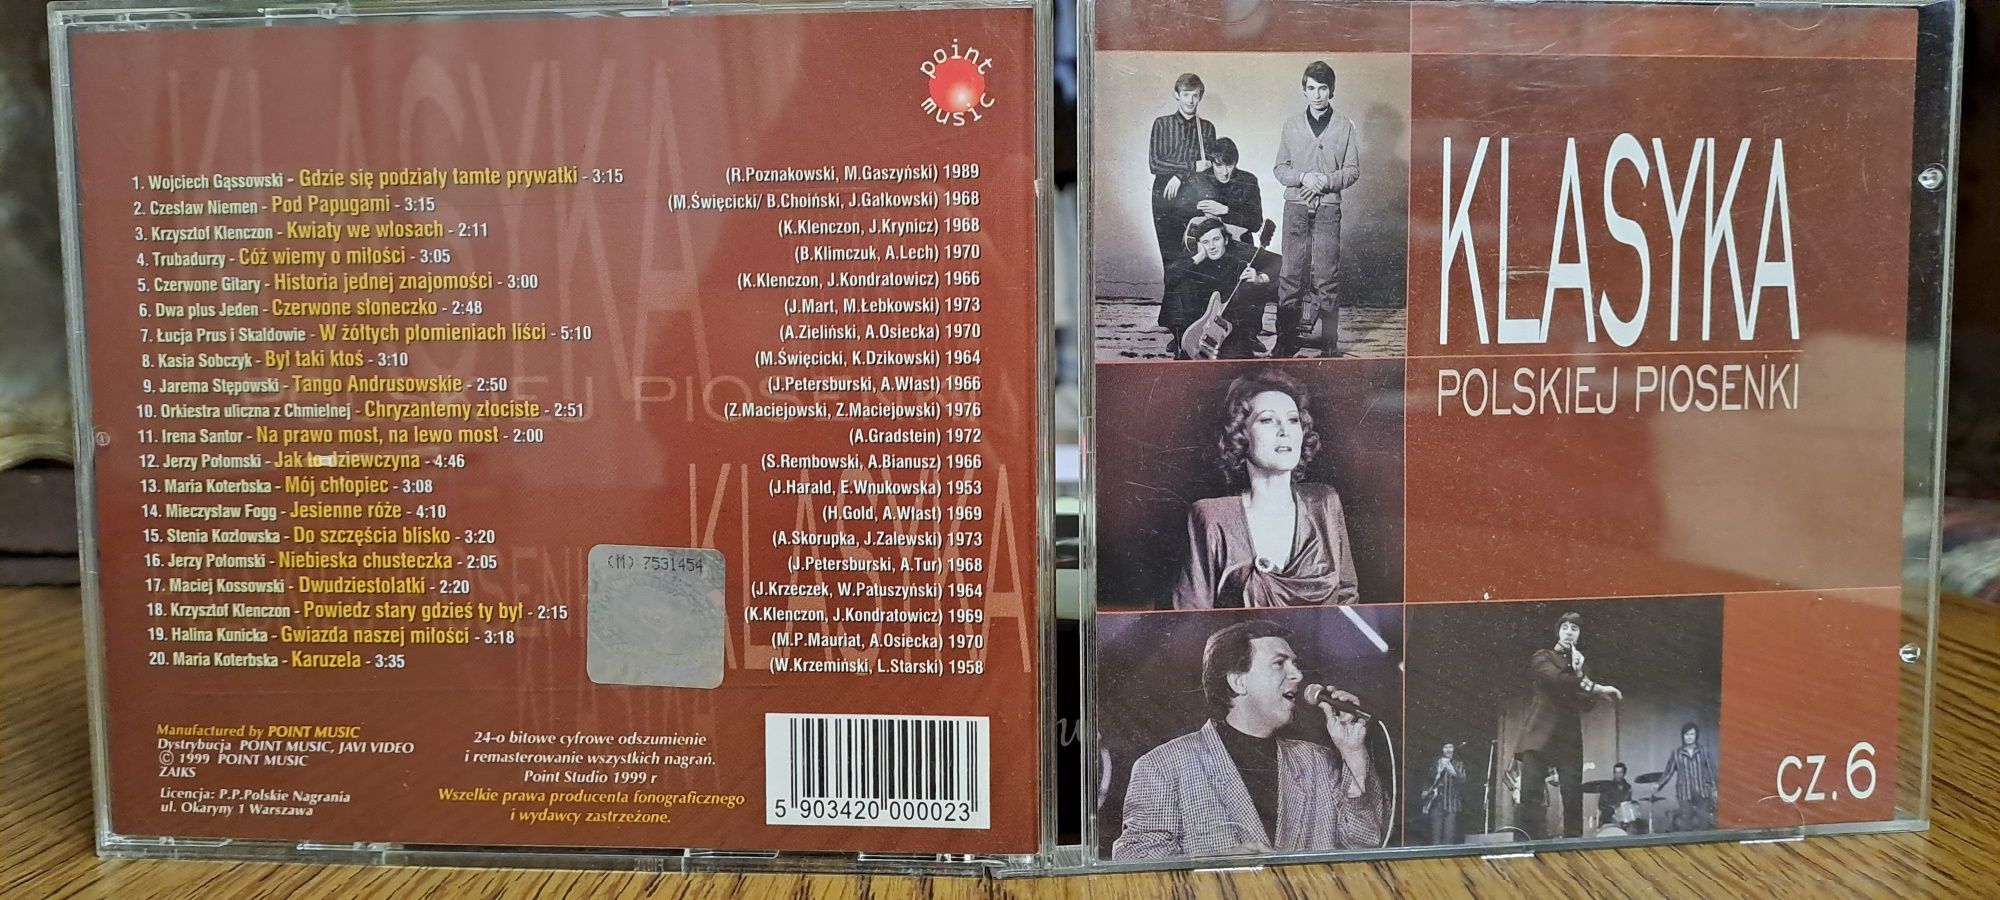 point
music
1. Wojciech Gąssowski - Gdzie się podziały tamte prywatki - 3:15 (R.Poznakowski, M.Gaszyński) 1989
2. Czesław Niemen - Pod Papugami - 3:15 (M.Święcicki/ B.Choiński, J.Gałkowski) 1968
3. Krzysztof Klenczon - Kwiaty we włosach - 2:11 (K.Klenczon, J.Krynicz) 1968
4. Trubadurzy - Cóż wiemy o miłości - 3:05 (B.Klimczuk, A.Lech) 1970
5. Czerwone Gitary - Historia jednej znajomości - 3:00 (K.Klenczon, J.Kondratowicz) 1966
6. Dwa plus Jeden - Czerwone słoneczko - 2:48 (J.Mart, M.Łebkowski) 1973
7. Łucja Prus i Skaldowie - W żółtych płomieniach liści - 5:10 (A.Zieliński, A.Osiecka) 1970
8. Kasia Sobczyk - Był taki ktoś - 3:10 (M.Święcicki, K.Dzikowski) 1964
9. Jarema Stępowski - Tango Andrusowskie - 2:50 (J.Petersburski, A.Włast) 1966
10. Orkiestra uliczna z Chmielnej - Chryzantemy złociste - 2:51 (Z.Maciejowski, Z.Maciejowski) 1976
11. Irena Santor - Na prawo most, na lewo most - 2:00 (A.Gradstein) 1972
12. Jerzy Połomski - Jak to dziewczyna - 4:46 (S.Rembowski, A.Bianusz) 1966
13. Maria Koterbska - Mój chłopiec - 3:08 (J.Harald, E.Wnukowska) 1953
14. Mieczysław Fogg - Jesienne róże - 4:10 (H.Gold, A.Włast) 1969
15. Stenia Kozłowska - Do szczęścia blisko - 3:20 (A.Skorupka, J.Zalewski) 1973
16. Jerzy Połomski - Niebieska chusteczka - 2:05 (J.Petersburski, A.Tur) 1968
17. Maciej Kossowski - Dwudziestolatki - 2:20 (J.Krzeczek, W.Patuszyński) 1964
18. Krzysztof Klenczon - Powiedz stary gdzieś ty był - 2:15 (K.Klenczon, J.Kondratowicz) 1969
19. Halina Kunicka - Gwiazda naszej miłości - 3:18 (M.P.Mauriat, A.Osiecka) 1970
20. Maria Koterbska - Karuzela - 3:35 (W.Krzemiński, L.Starski) 1958
(M) 7531454
Manufactured by POINT MUSIC
Dystrybucja POINT MUSIC, JAVI VIDEO
© 1999 POINT MUSIC
ZAIKS
Licencja: P.P.Polskie Nagrania
ul. Okaryny 1 Warszawa
24-o bitowe cyfrowe odszumienie
i remasterowanie wszystkich nagrań.
Point Studio 1999 r
Wszelkie prawa producenta fonograficznego
i wydawcy zastrzeżone.
5 903420 000023
KLASYKA
POLSKIEJ PIOSENKI
KLASYKA
KLASYKA
POLSKIEJ PIOSENKI
cz.6